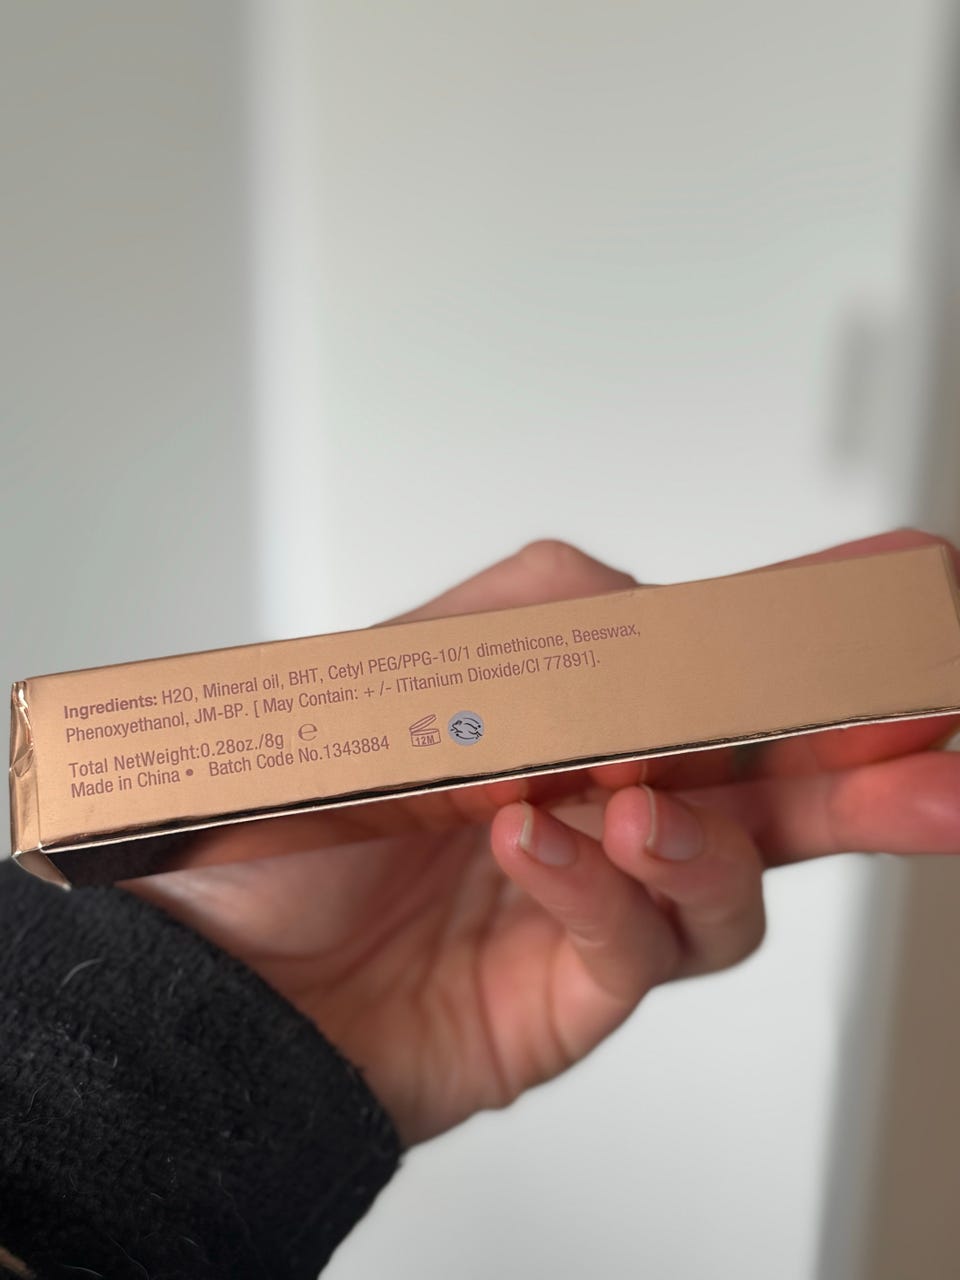 Ingredients: H2O, Mineral oil, BHT, Cetyl PEG/PPG-10/1 dimethicone, Beeswax,
Phenoxyethanol, JM-BP. [ May Contain: + /- ITitanium Dioxide/CI 77891].
Total NetWeight:0.28oz./8g ℮
Made in China • Batch Code No.1343884
12M